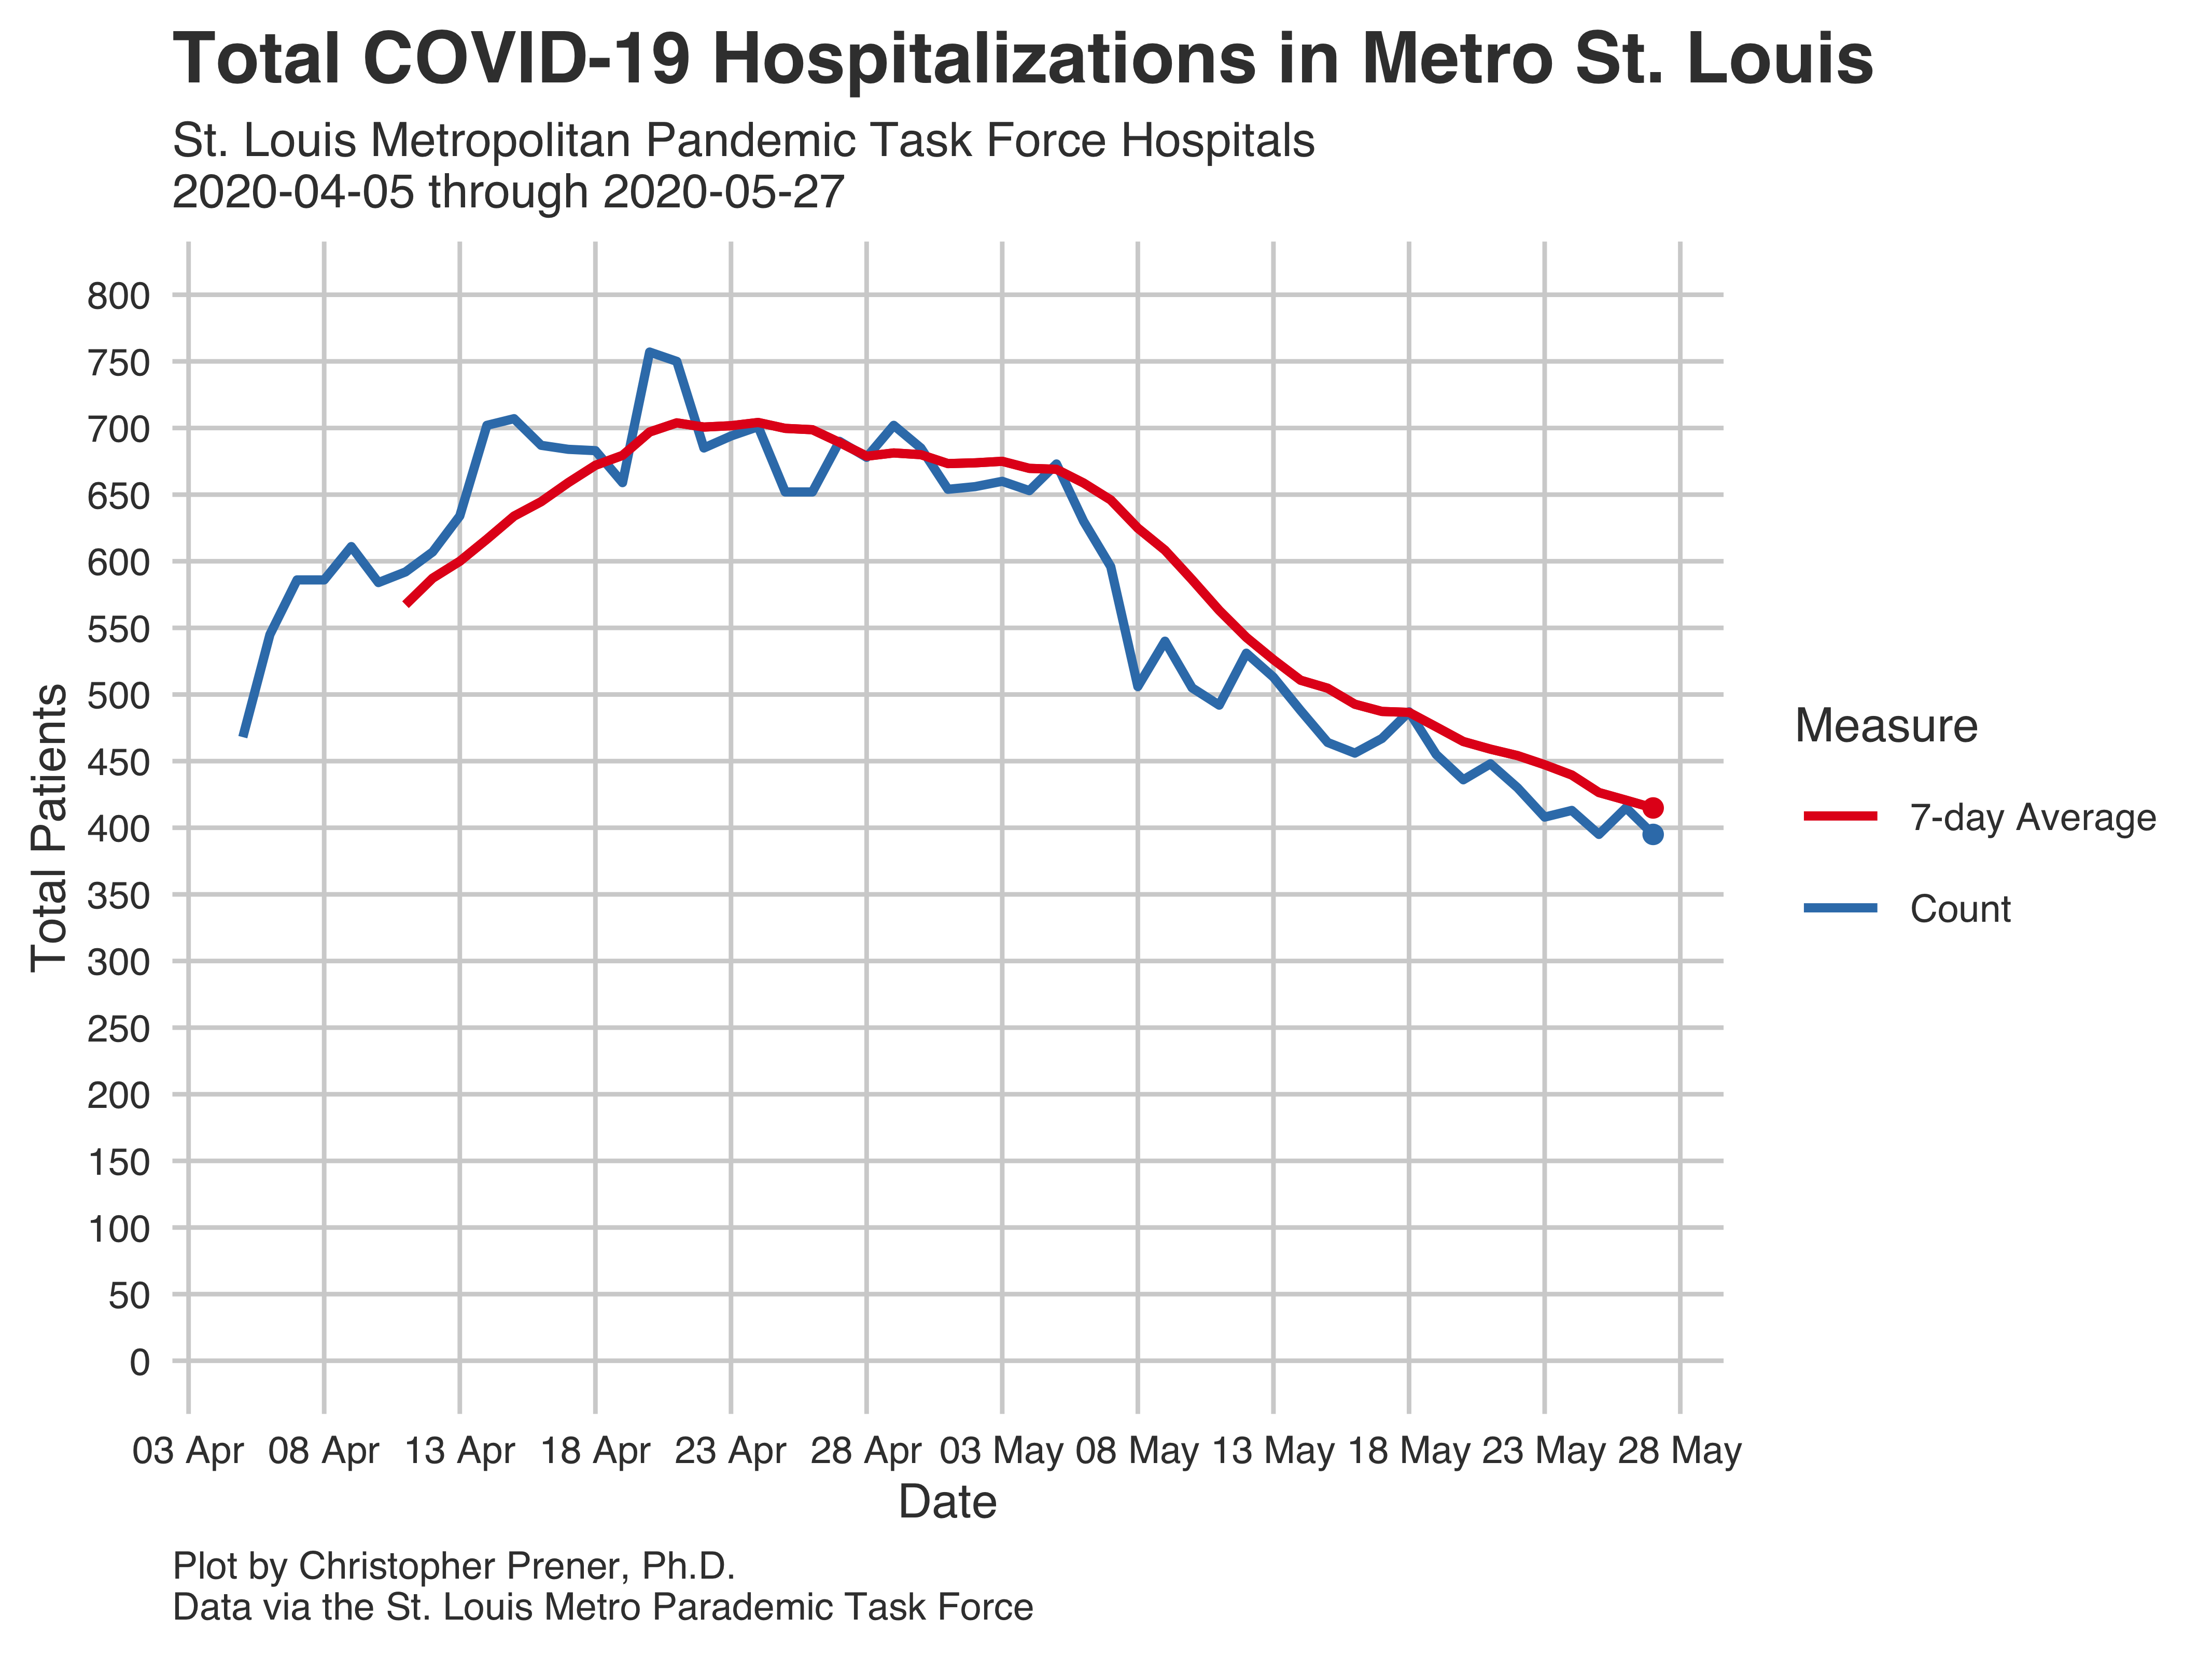 Total COVID-19 Hospitalizations in Metro St. Louis
St. Louis Metropolitan Pandemic Task Force Hospitals
2020-04-05 through 2020-05-27
800
750
700
650
600
550
500
450
400
350
300
250
200
150
100
50
0
Total Patients
03 Apr 08 Apr 13 Apr 18 Apr 23 Apr 28 Apr 03 May 08 May 13 May 18 May 23 May 28 May
Date
Measure
7-day Average
Count
Plot by Christopher Prener, Ph.D.
Data via the St. Louis Metro Parademic Task Force